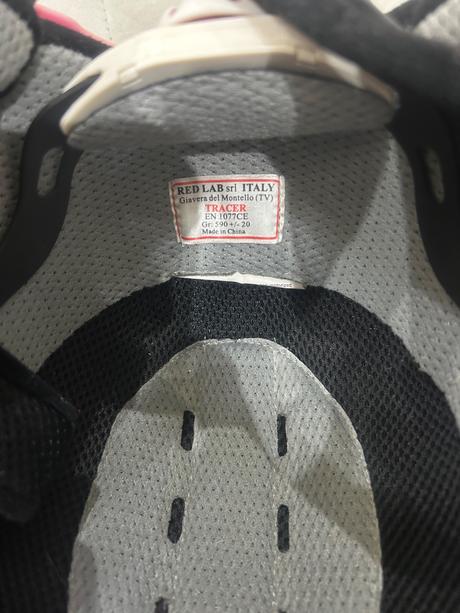 RED LAB srl ITALY
Giavera del Montello (TV)
TRACER
EN 1077CE
Gr: 590 +/- 20
Made in China